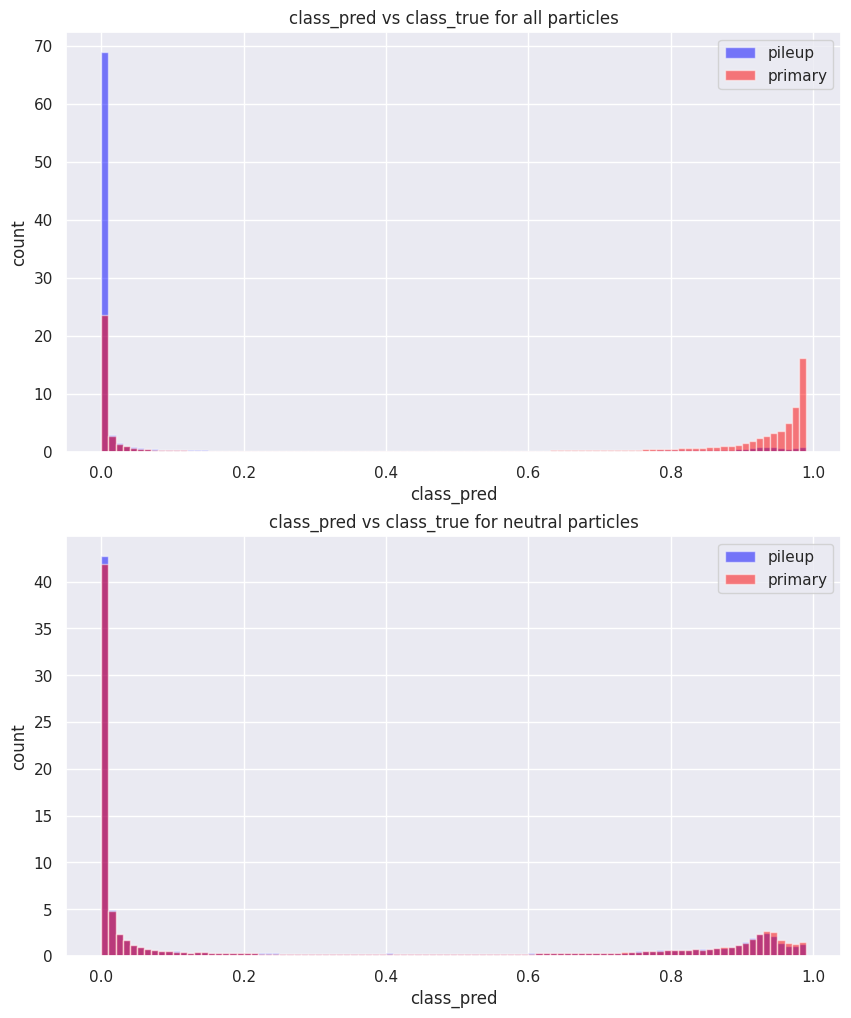 class_pred vs class_true for all particles
70
60
50
40
30
20
10
0
count
pileup
primary
0.0 0.2 0.4 0.6 0.8 1.0
class_pred
class_pred vs class_true for neutral particles
40
35
30
25
20
15
10
5
0
count
pileup
primary
0.0 0.2 0.4 0.6 0.8 1.0
class_pred